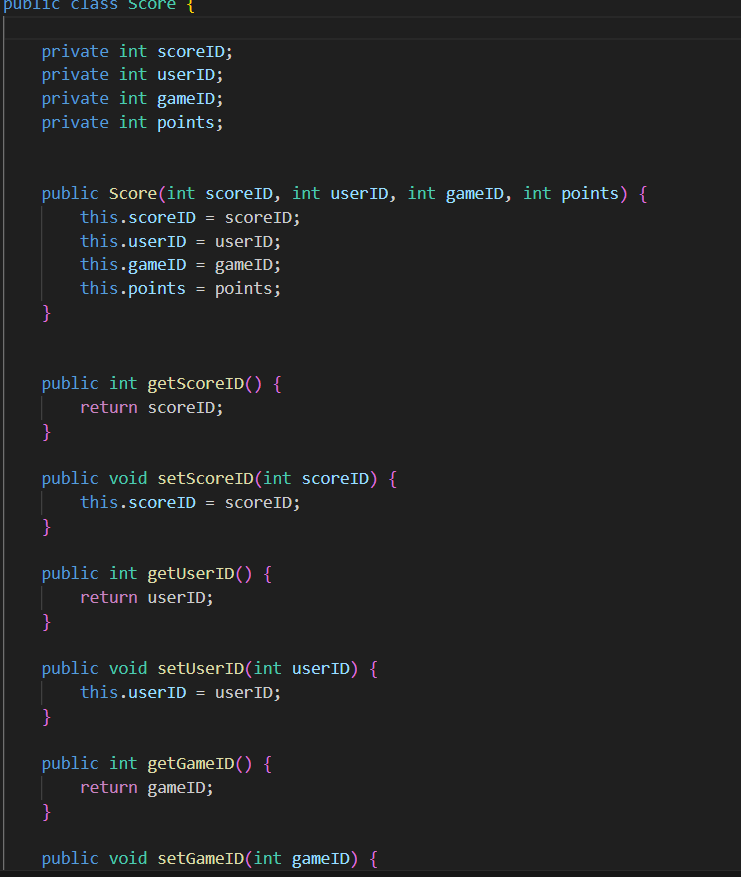 public class Score {
private int scoreID;
private int userID;
private int gameID;
private int points;
public Score(int scoreID, int userID, int gameID, int points) {
this.scoreID = scoreID;
this.userID = userID;
this.gameID = gameID;
this.points = points;
}
public int getScoreID() {
return scoreID;
}
public void setScoreID(int scoreID) {
this.scoreID = scoreID;
}
public int getUserID() {
return userID;
}
public void setUserID(int userID) {
this.userID = userID;
}
public int getGameID() {
return gameID;
}
public void setGameID(int gameID) {